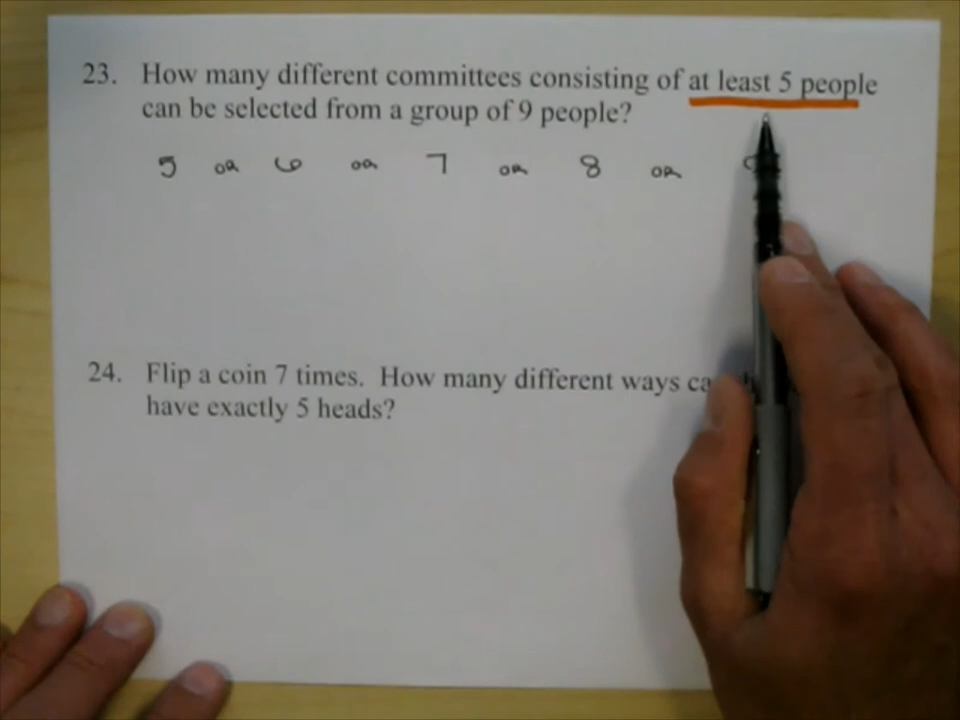 23. How many different committees consisting of at least 5 people
can be selected from a group of 9 people?
5 or 6 or 7 or 8 or
24. Flip a coin 7 times. How many different ways
have exactly 5 heads?